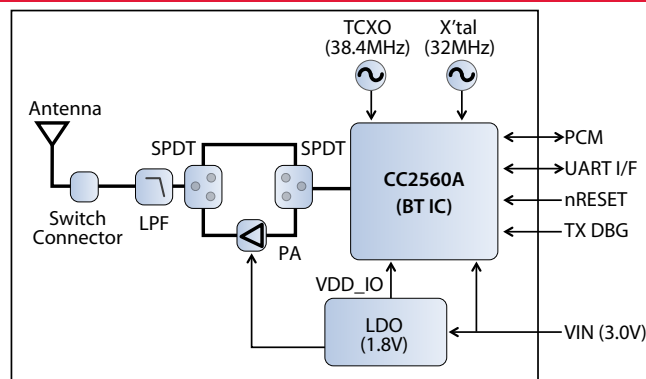 TCXO
(38.4MHz)
X'tal
(32MHz)
Antenna
SPDT
SPDT
CC2560A
(BT IC)
PCM
UART I/F
nRESET
TX DBG
Switch
Connector
LPF
PA
VDD_IO
LDO
(1.8V)
VIN (3.0V)